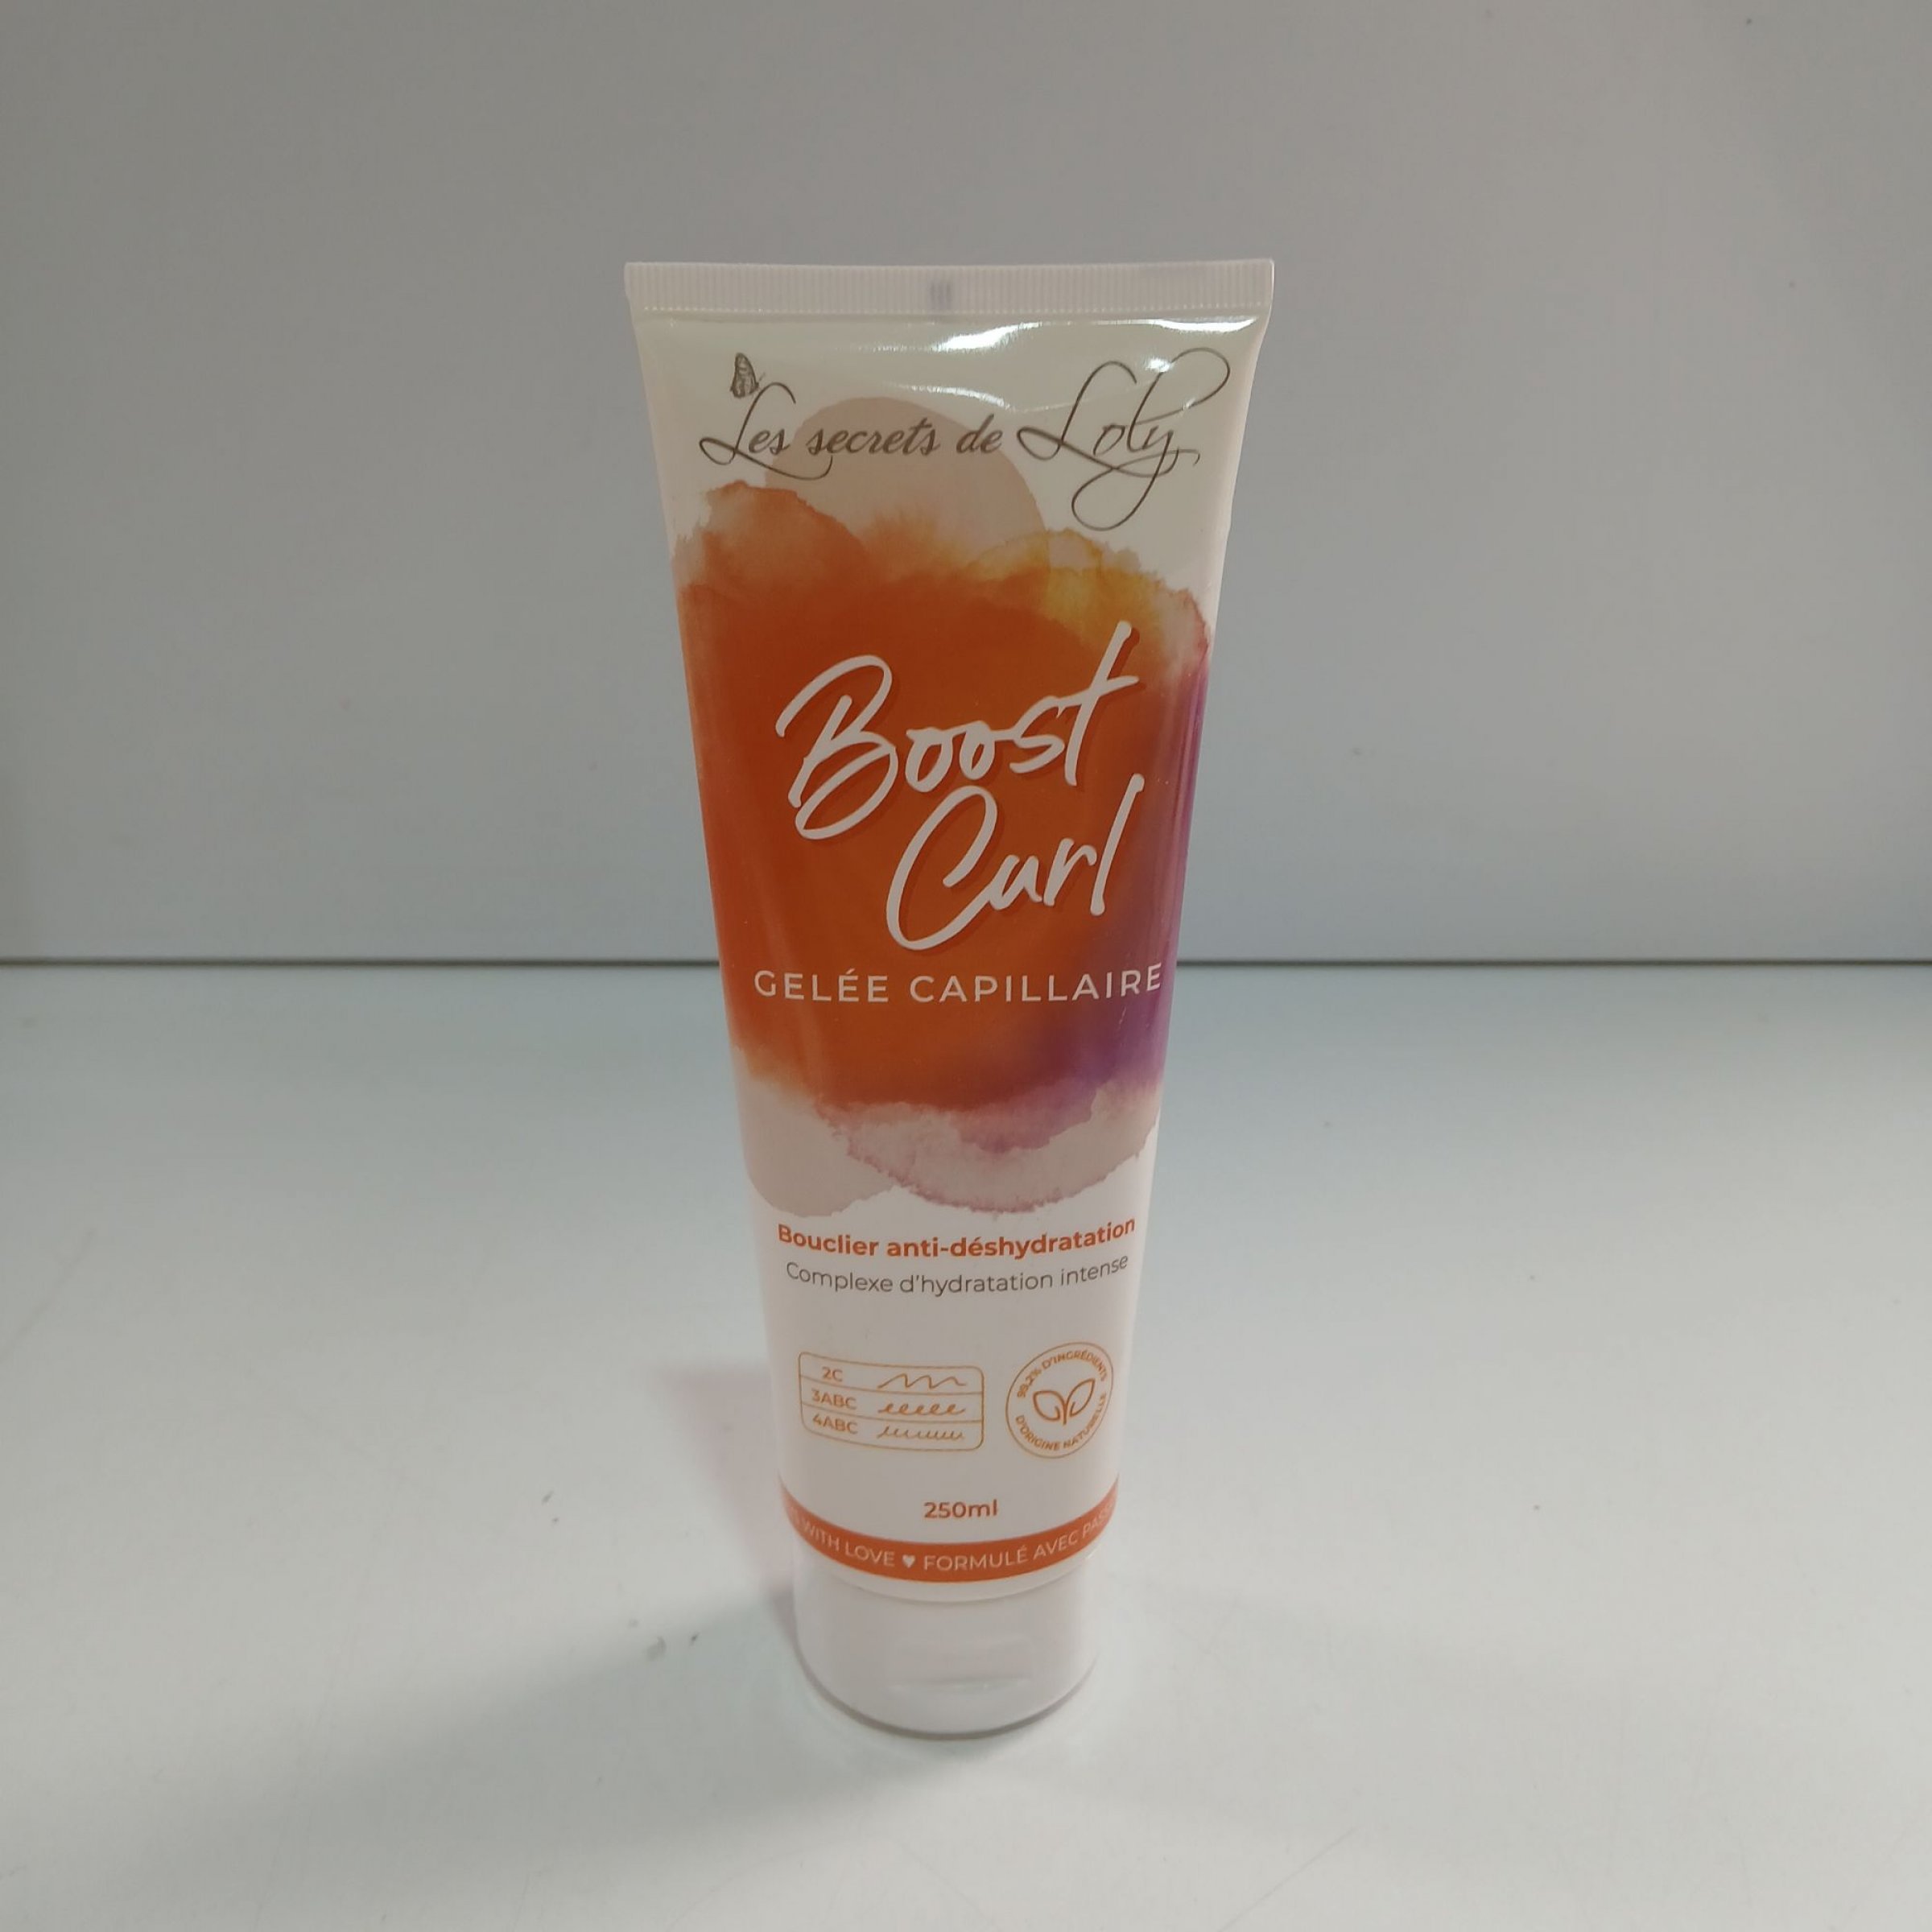 Les secrets de Loly
Boost
Curl
GELÉE CAPILLAIRE
Bouclier anti-déshydratation
Complexe d'hydratation intense
2C
3ABC
4ABC
D'INGRÉDIENTS
D'ORIGINE NATURELLE
250ml
WITH LOVE ♥ FORMULÉ AVEC